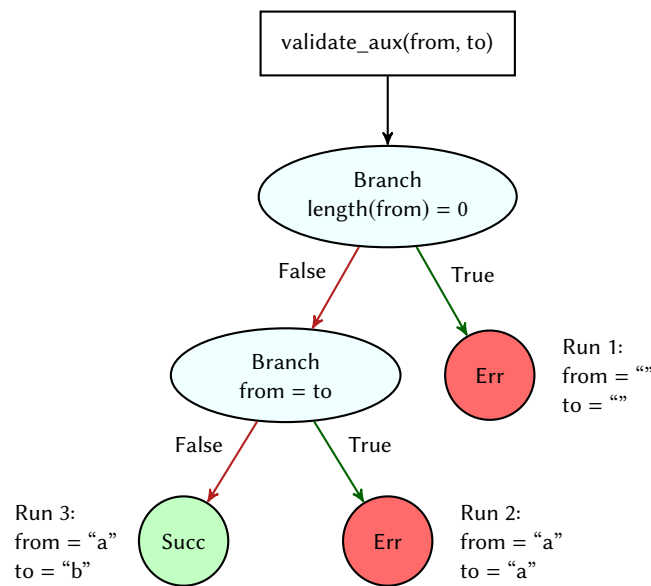 validate_aux(from, to)
Branch
length(from) = 0
False
True
Branch
from = to
Err
Run 1:
from = “”
to = “”
False
True
Run 3:
from = “a”
to = “b”
Succ
Err
Run 2:
from = “a”
to = “a”